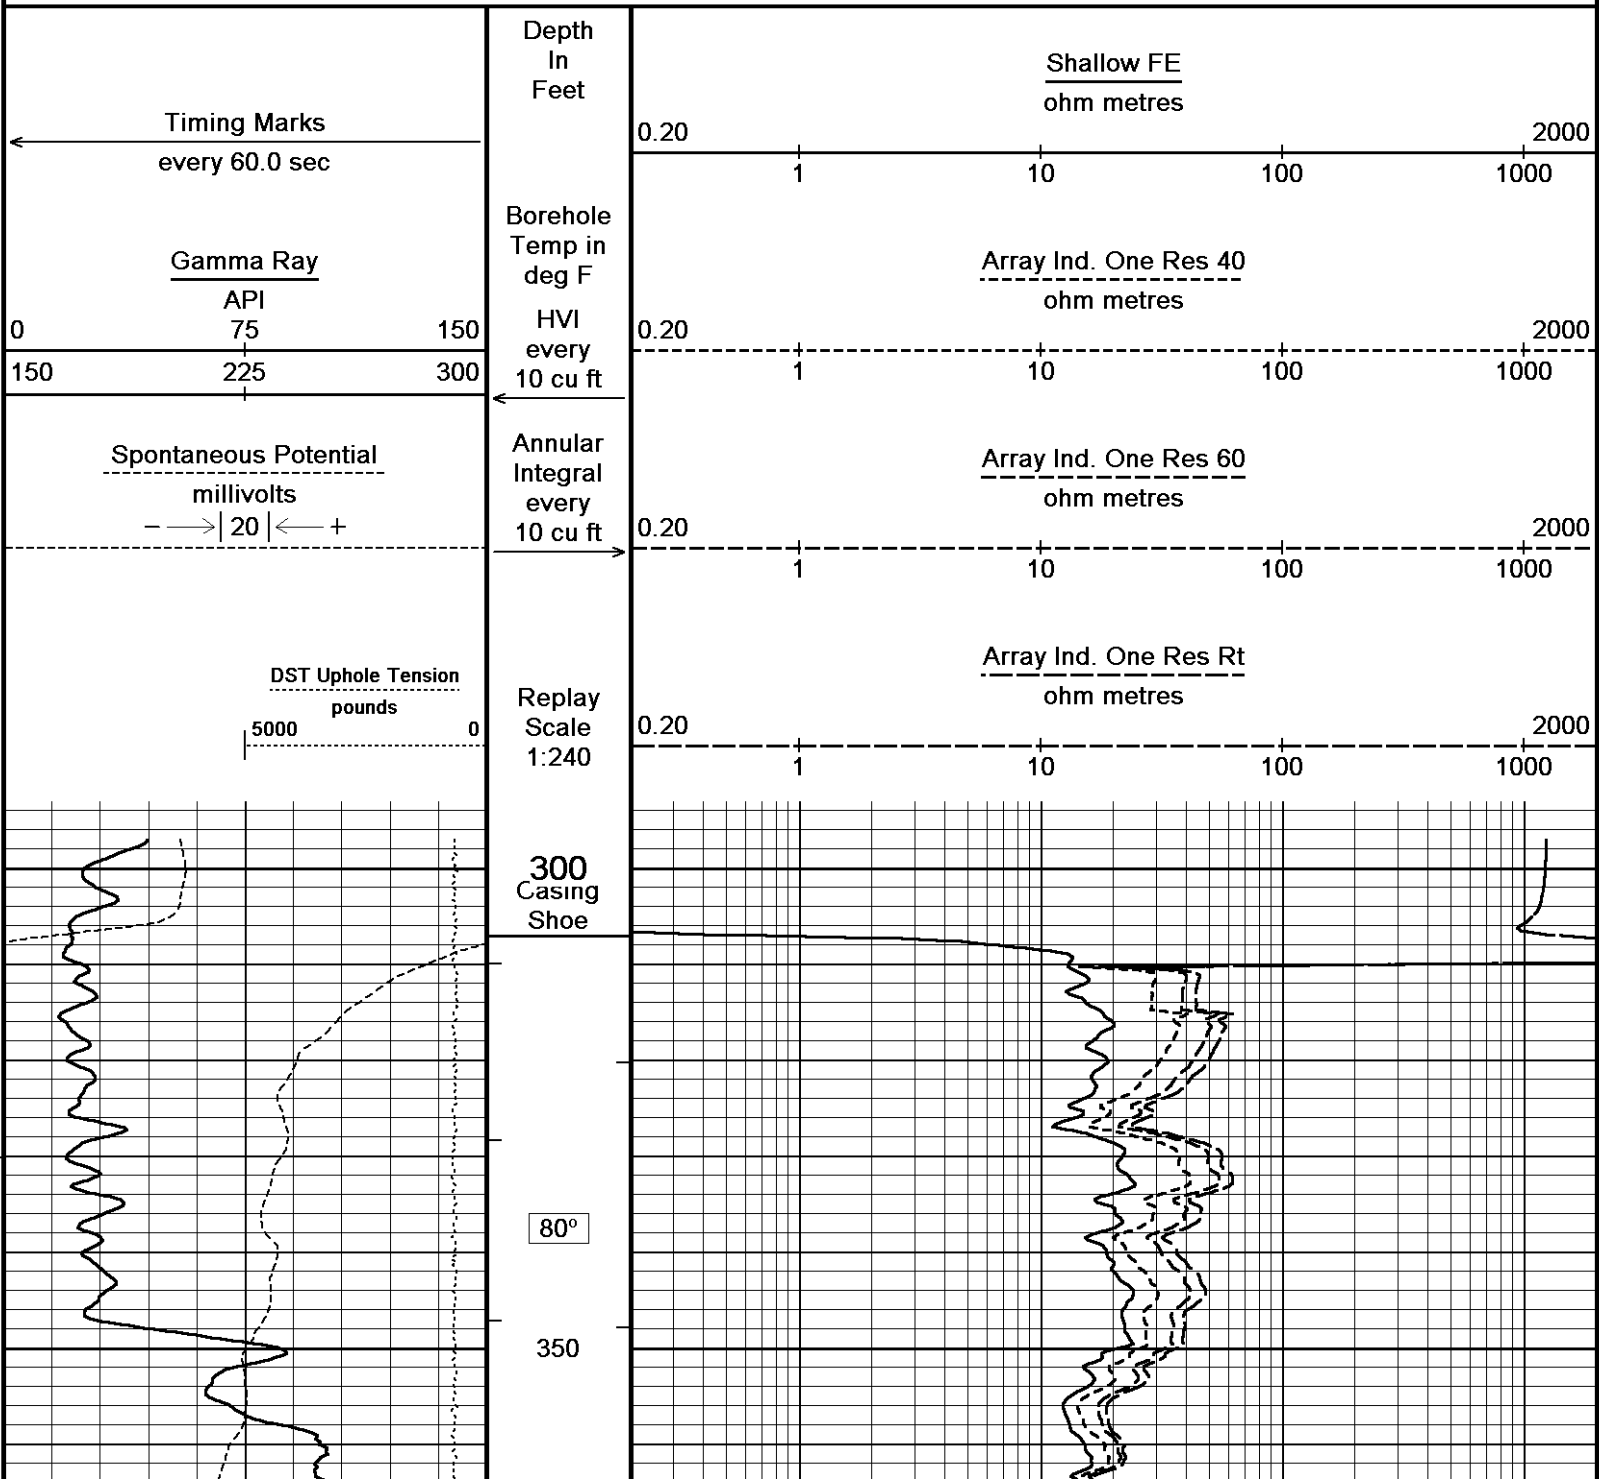 Timing Marks
every 60.0 sec
Gamma Ray
API
0 75 150
150 225 300
Spontaneous Potential
millivolts
− 20 +
DST Uphole Tension
pounds
5000 0
Depth
In
Feet
Borehole
Temp in
deg F
HVI
every
10 cu ft
Annular
Integral
every
10 cu ft
Replay
Scale
1:240
Shallow FE
ohm metres
0.20 2000
1 10 100 1000
Array Ind. One Res 40
ohm metres
0.20 2000
1 10 100 1000
Array Ind. One Res 60
ohm metres
0.20 2000
1 10 100 1000
Array Ind. One Res Rt
ohm metres
0.20 2000
1 10 100 1000
300
Casing
Shoe
80º
350